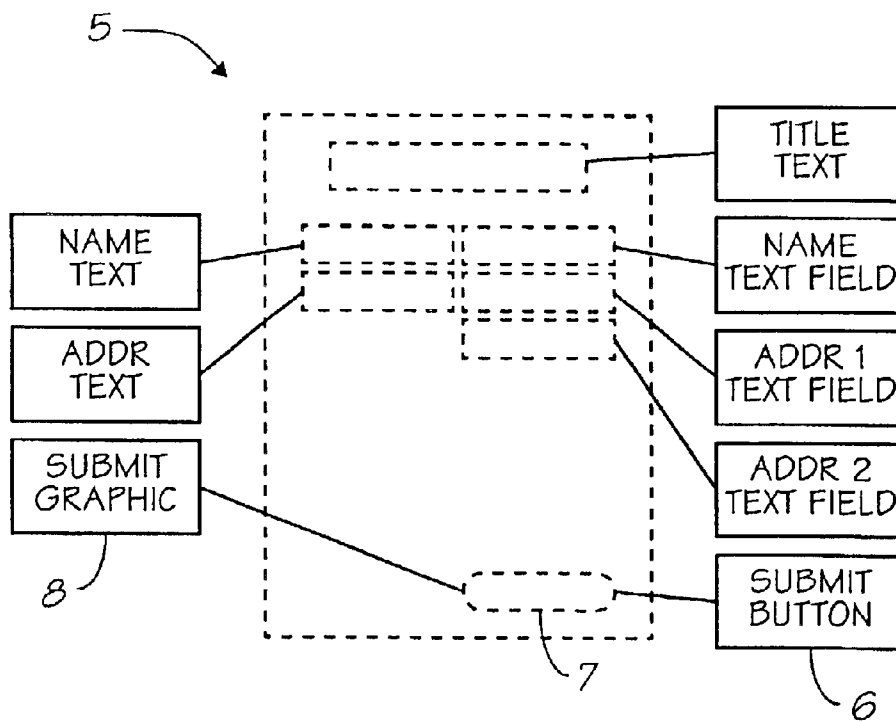 5
TITLE
TEXT
NAME
TEXT
NAME
TEXT FIELD
ADDR
TEXT
ADDR 1
TEXT FIELD
SUBMIT
GRAPHIC
ADDR 2
TEXT FIELD
8
SUBMIT
BUTTON
7
6